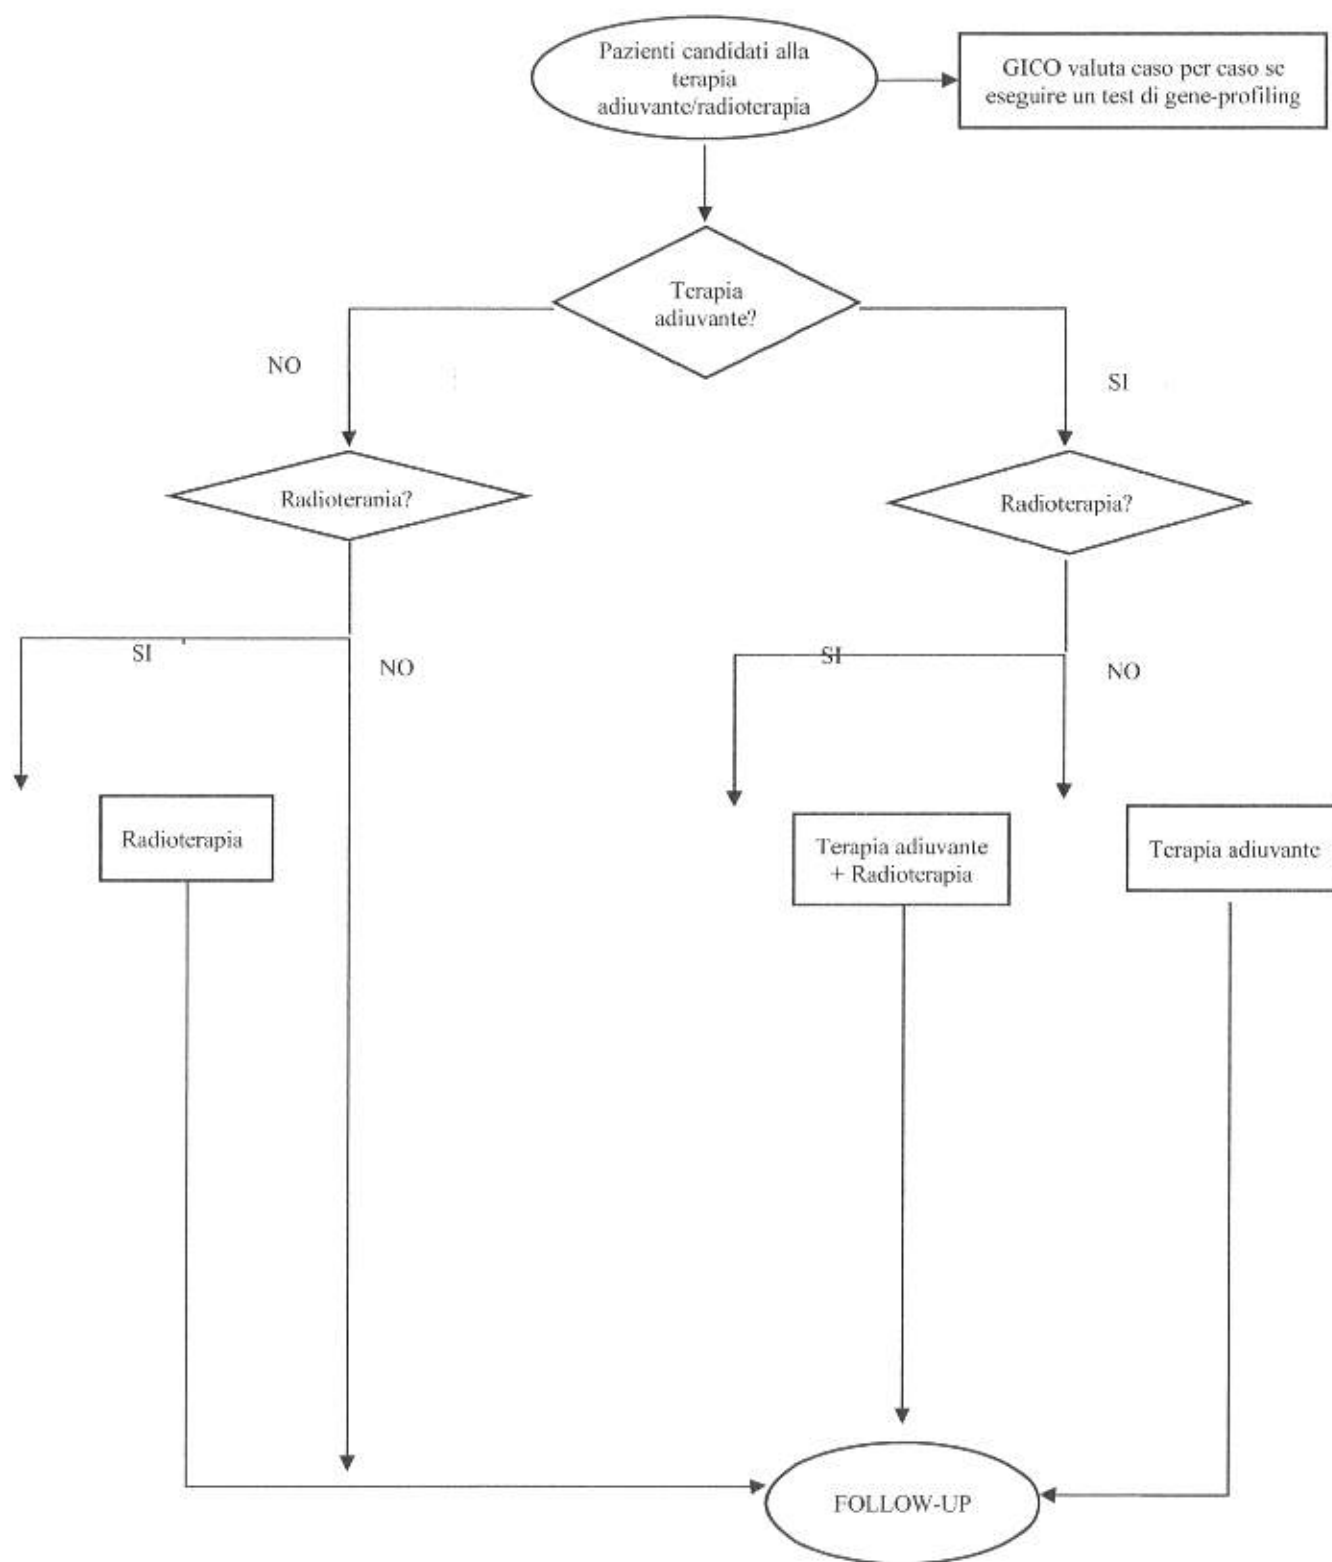 Pazienti candidati alla
terapia
adiuvante/radioterapia
GICO valuta caso per caso se
eseguire un test di gene-profiling
Terapia
adiuvante?
NO
SI
Radioterania?
Radioterapia?
SI
NO
SI
NO
Radioterapia
Terapia adiuvante
+ Radioterapia
Terapia adiuvante
FOLLOW-UP